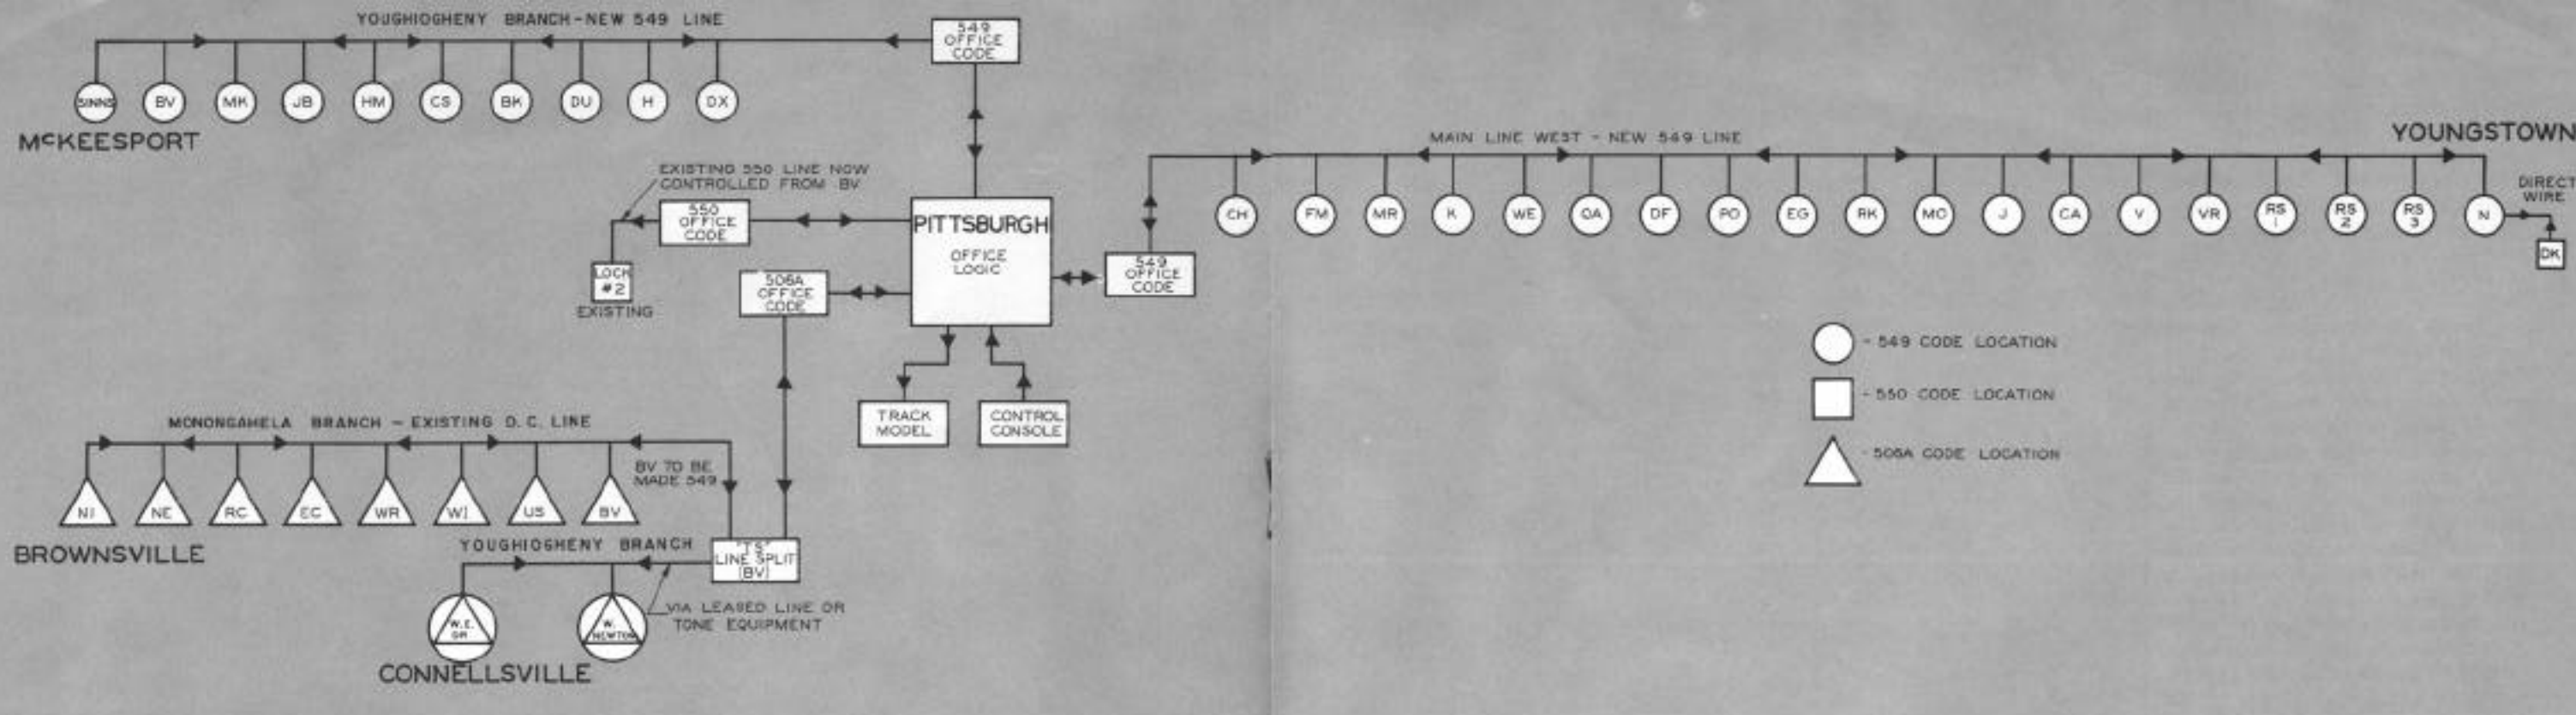 YOUGHIOGHENY BRANCH-NEW 549 LINE
549
OFFICE
CODE
SINNS BV MK JB HM CS BK DU H DX
McKEESPORT
MAIN LINE WEST - NEW 549 LINE
YOUNGSTOWN
DIRECT
WIRE
CH FM MR K WE OA DF PO EG RK MO J CA V VR RS 1 RS 2 RS 3 N
DK
EXISTING 550 LINE NOW
CONTROLLED FROM BV
550
OFFICE
CODE
LOCK
#2
EXISTING
PITTSBURGH
OFFICE
LOGIC
506A
OFFICE
CODE
549
OFFICE
CODE
TRACK
MODEL
CONTROL
CONSOLE
- 549 CODE LOCATION
- 550 CODE LOCATION
- 506A CODE LOCATION
MONONGAHELA BRANCH - EXISTING D.C. LINE
BV TO BE
MADE 549
NI NE RC EC WR WI US BV
BROWNSVILLE
YOUGHIOGHENY BRANCH
"TS"
LINE SPLIT
(BV)
VIA LEASED LINE OR
TONE EQUIPMENT
W.E.
W.
NEWTON
CONNELLSVILLE